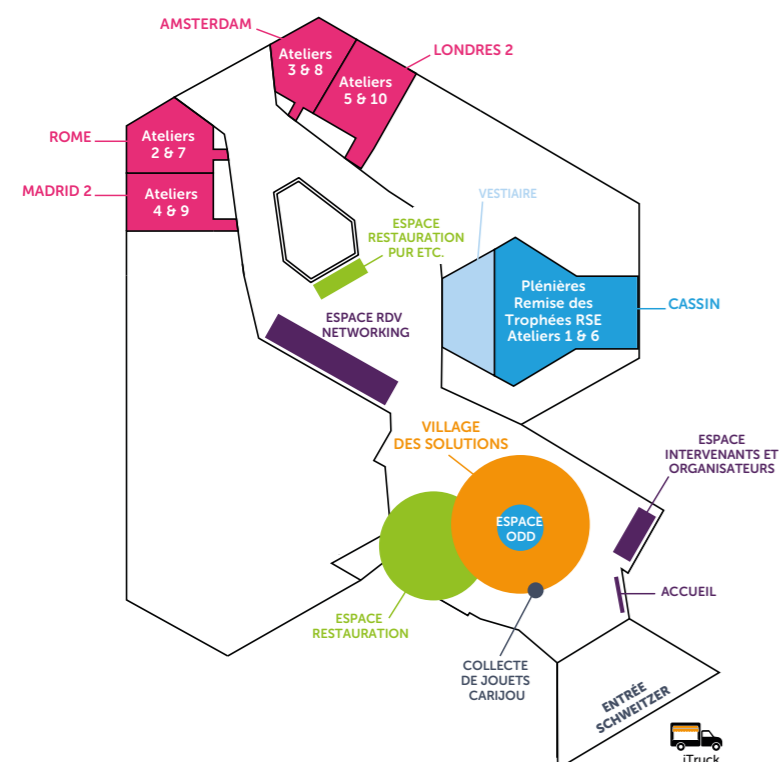 AMSTERDAM
LONDRES 2
Ateliers
3 & 8
Ateliers
5 & 10
ROME
Ateliers
2 & 7
MADRID 2
Ateliers
4 & 9
VESTIAIRE
ESPACE
RESTAURATION
PUR ETC.
Plénières
Remise des
Trophées RSE
Ateliers 1 & 6
CASSIN
ESPACE RDV
NETWORKING
VILLAGE
DES SOLUTIONS
ESPACE
INTERVENANTS ET
ORGANISATEURS
ESPACE
ODD
ACCUEIL
ESPACE
RESTAURATION
COLLECTE
DE JOUETS
CARIJOU
ENTRÉE
SCHWEITZER
iTruck